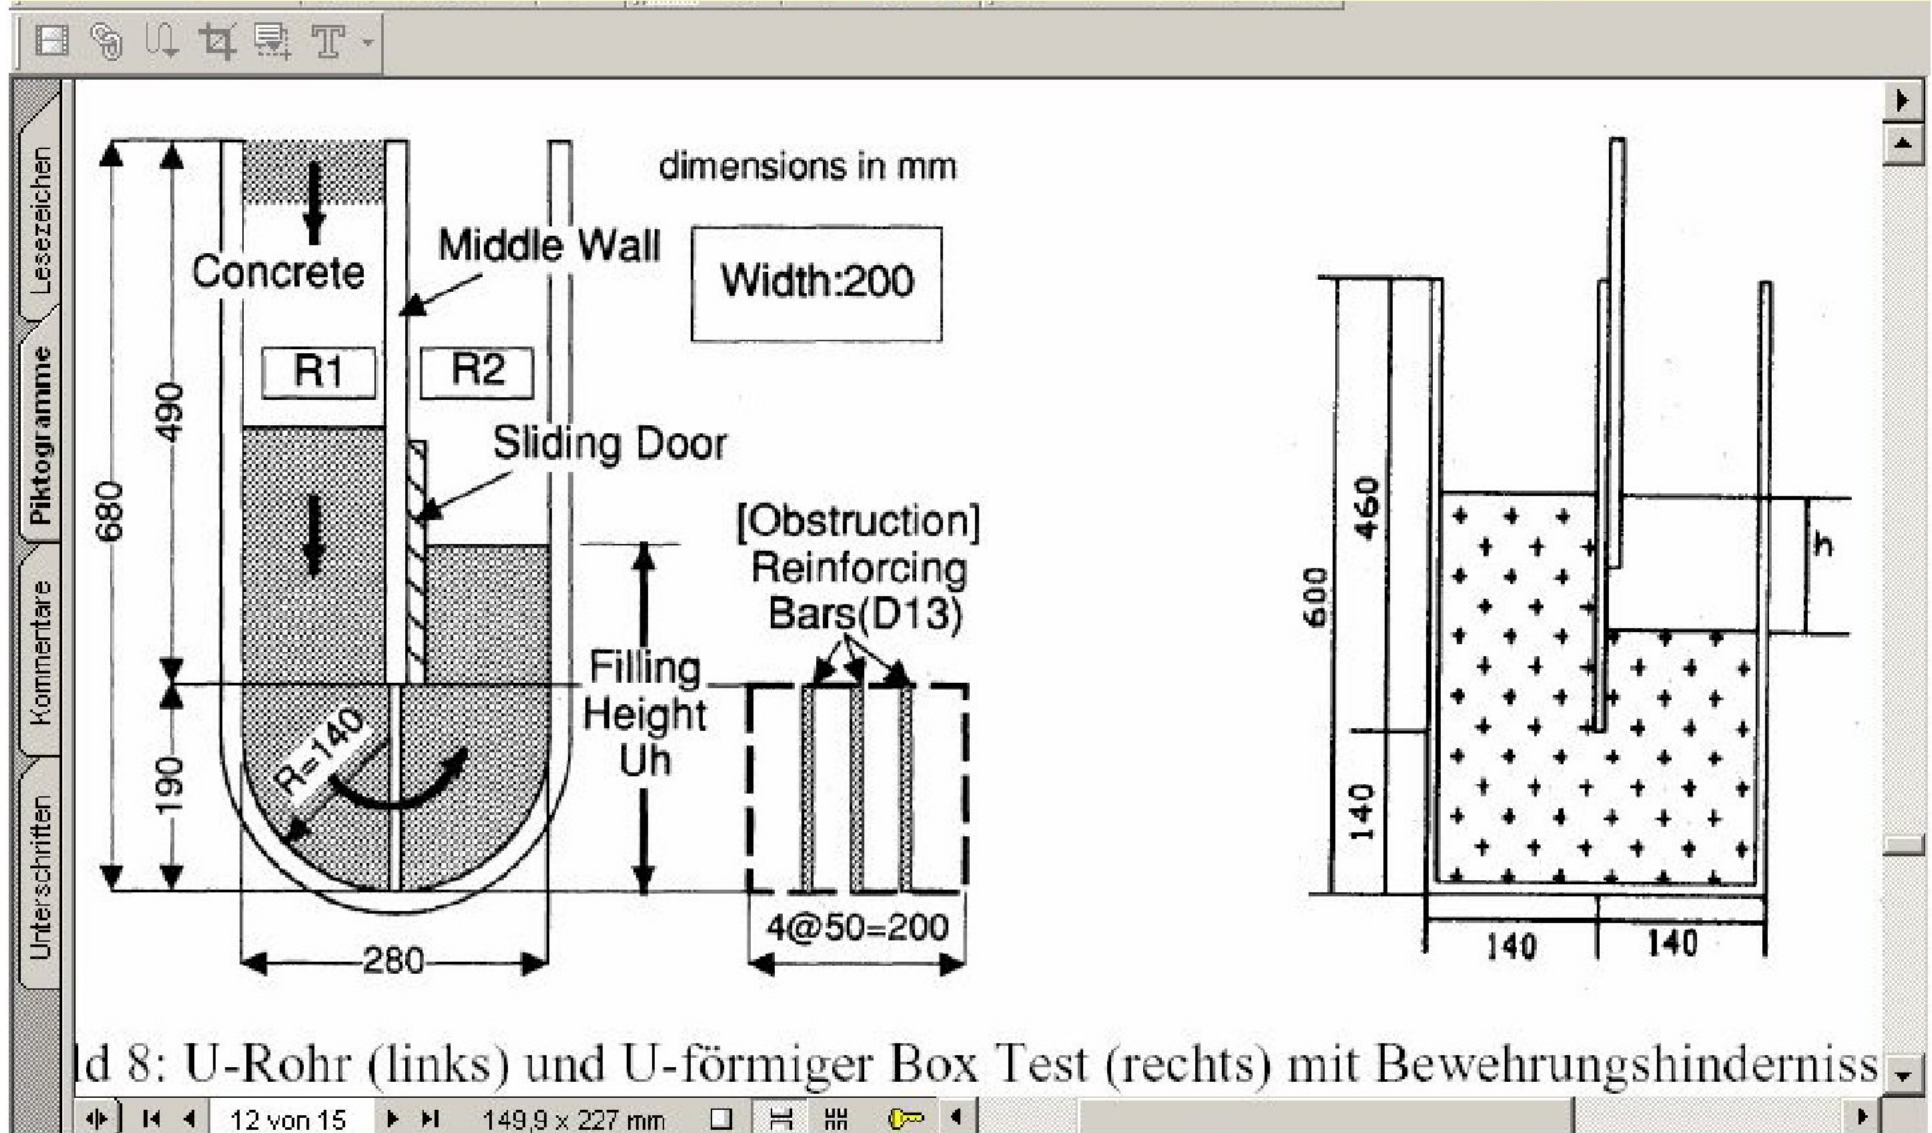 Lesezeichen
Piktogramme
Kommentare
Unterschriften
dimensions in mm
Middle Wall
Concrete
Width:200
R1
R2
490
Sliding Door
680
[Obstruction]
Reinforcing
Bars(D13)
Filling
Height
Uh
R=140
190
4@50=200
280
460
600
h
140
140
140
ld 8: U-Rohr (links) und U-förmiger Box Test (rechts) mit Bewehrungshinderniss
12 von 15
149,9 x 227 mm